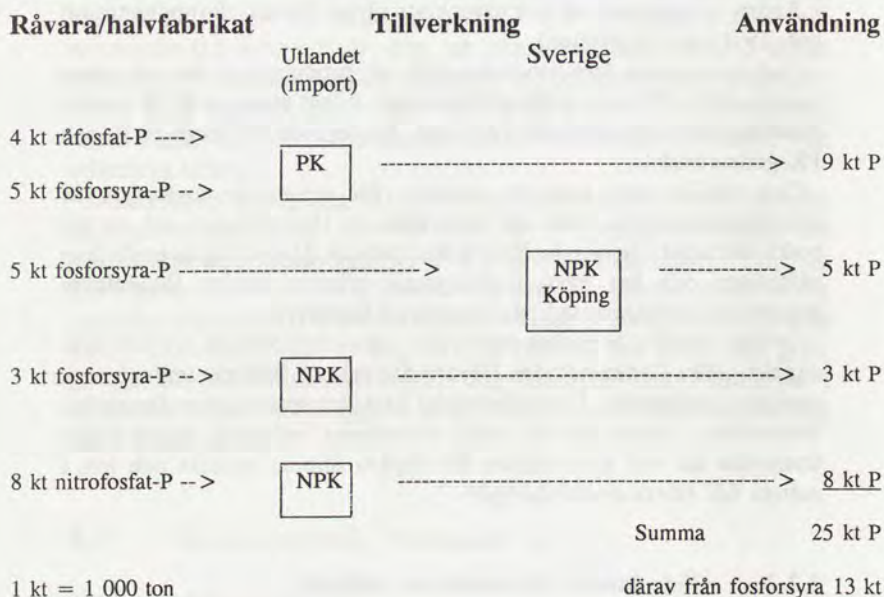 Råvara/halvfabrikat Tillverkning Användning
Utlandet Sverige
(import)
4 kt råfosfat-P ---->
PK ----------------------------------> 9 kt P
5 kt fosforsyra-P -->
5 kt fosforsyra-P ----------------------> NPK ------------> 5 kt P
Köping
3 kt fosforsyra-P --> NPK ----------------------------------> 3 kt P
8 kt nitrofosfat-P --> NPK ----------------------------------> 8 kt P
Summa 25 kt P
1 kt = 1 000 ton därav från fosforsyra 13 kt